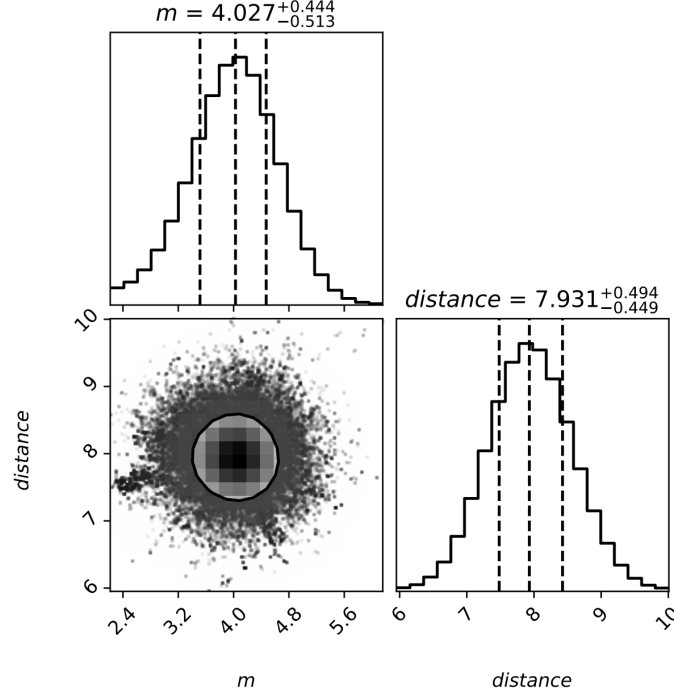 m = 4.027+0.444−0.513
distance = 7.931+0.494−0.449
distance
10
9
8
7
6
2.4 3.2 4.0 4.8 5.6
6 7 8 9 10
m
distance